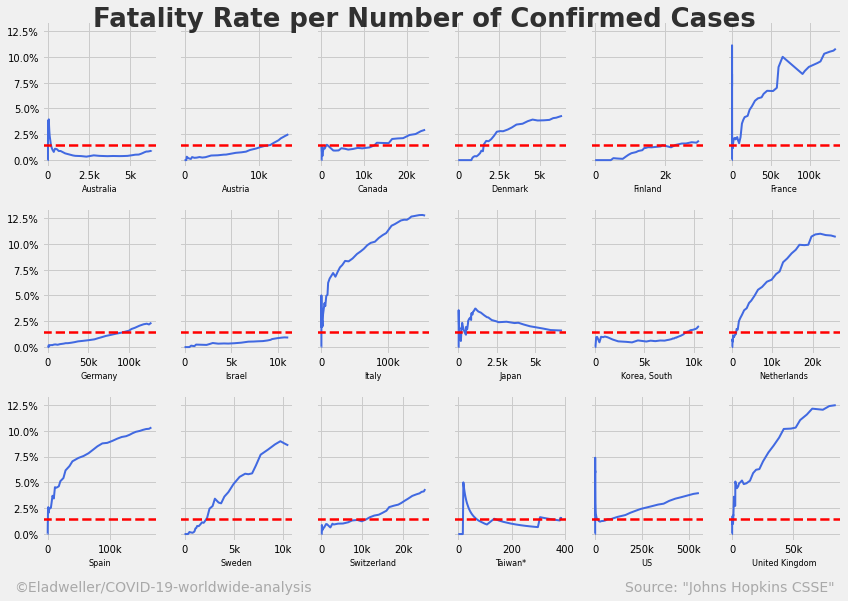 Fatality Rate per Number of Confirmed Cases
12.5%
10.0%
7.5%
5.0%
2.5%
0.0%
0 2.5k 5k
Australia
10k
Austria
0 10k 20k
Canada
0 2.5k 5k
Denmark
0 2k
Finland
0 50k 100k
France
12.5%
10.0%
7.5%
5.0%
2.5%
0.0%
0 50k 100k
Germany
0 5k 10k
Israel
0 100k
Italy
0 2.5k 5k
Japan
0 5k 10k
Korea, South
0 10k 20k
Netherlands
12.5%
10.0%
7.5%
5.0%
2.5%
0.0%
0 100k
Spain
0 5k 10k
Sweden
0 10k 20k
Switzerland
0 200 400
Taiwan*
0 250k 500k
US
0 50k
United Kingdom
©Eladweller/COVID-19-worldwide-analysis
Source: "Johns Hopkins CSSE"